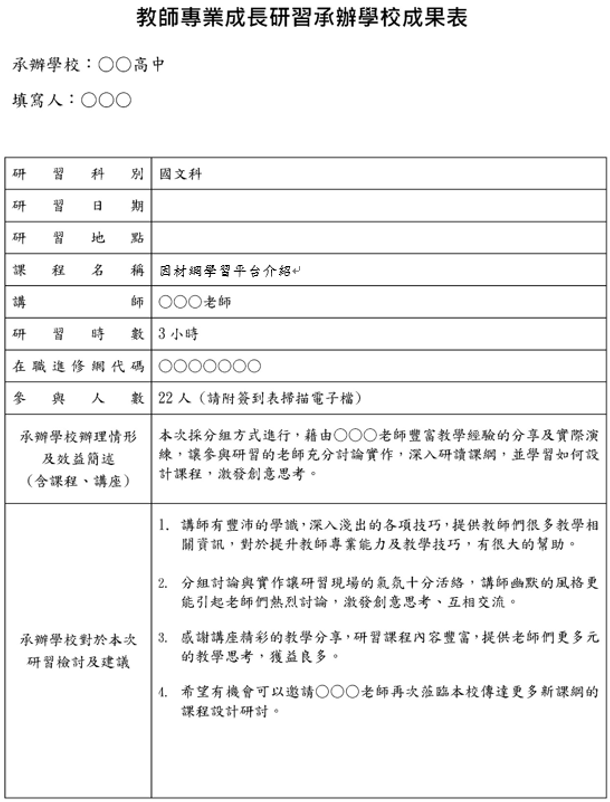 教師專業成長研習承辦學校成果表
承辦學校：○○高中
填寫人：○○○
研習科別 國文科
研習日期
研習地點
課程名稱 因材網學習平台介紹↵
講師 ○○○老師
研習時數 3 小時
在職進修網代碼 ○○○○○○○
參與人數 22 人（請附簽到表掃描電子檔）
承辦學校辦理情形
及效益簡述
（含課程、講座）
本次採分組方式進行，藉由○○○老師豐富教學經驗的分享及實際演
練，讓參與研習的老師充分討論實作，深入研讀課綱，並學習如何設
計課程，激發創意思考。
承辦學校對於本次
研習檢討及建議
1. 講師有豐沛的學識，深入淺出的各項技巧，提供教師們很多教學相
關資訊，對於提升教師專業能力及教學技巧，有很大的幫助。
2. 分組討論與實作讓研習現場的氣氛十分活絡，講師幽默的風格更
能引起老師們熱烈討論，激發創意思考、互相交流。
3. 感謝講座精彩的教學分享，研習課程內容豐富，提供老師們更多元
的教學思考，獲益良多。
4. 希望有機會可以邀請○○○老師再次蒞臨本校傳達更多新課綱的
課程設計研討。